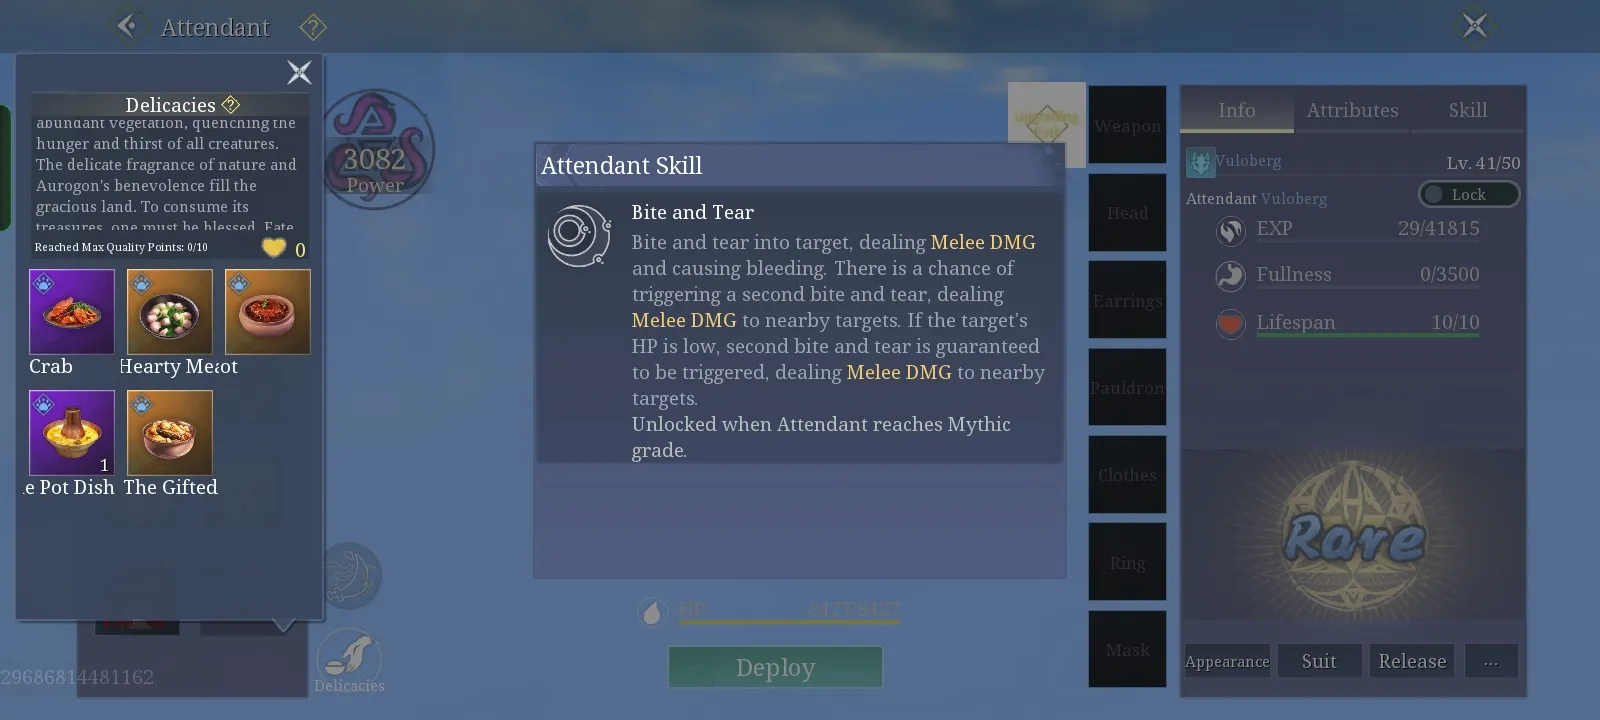 Attendant
Delicacies
abundant vegetation, quenching the
hunger and thirst of all creatures.
The delicate fragrance of nature and
Aurogon's benevolence fill the
gracious land. To consume its
treasures, one must be blessed. Fate
Reached Max Quality Points: 0/10
0
Crab
Hearty Me
ot
1
e Pot Dish
The Gifted
3082
Power
29686814481162
Delicacies
Attendant Skill
Bite and Tear
Bite and tear into target, dealing Melee DMG
and causing bleeding. There is a chance of
triggering a second bite and tear, dealing
Melee DMG to nearby targets. If the target's
HP is low, second bite and tear is guaranteed
to be triggered, dealing Melee DMG to nearby
targets.
Unlocked when Attendant reaches Mythic
grade.
HP 8427/8427
Deploy
Weapon
Head
Earrings
Pauldron
Clothes
Ring
Mask
Info Attributes Skill
Vuloberg Lv. 41/50
Attendant Vuloberg Lock
EXP 29/41815
Fullness 0/3500
Lifespan 10/10
Rare
Appearance Suit Release ...